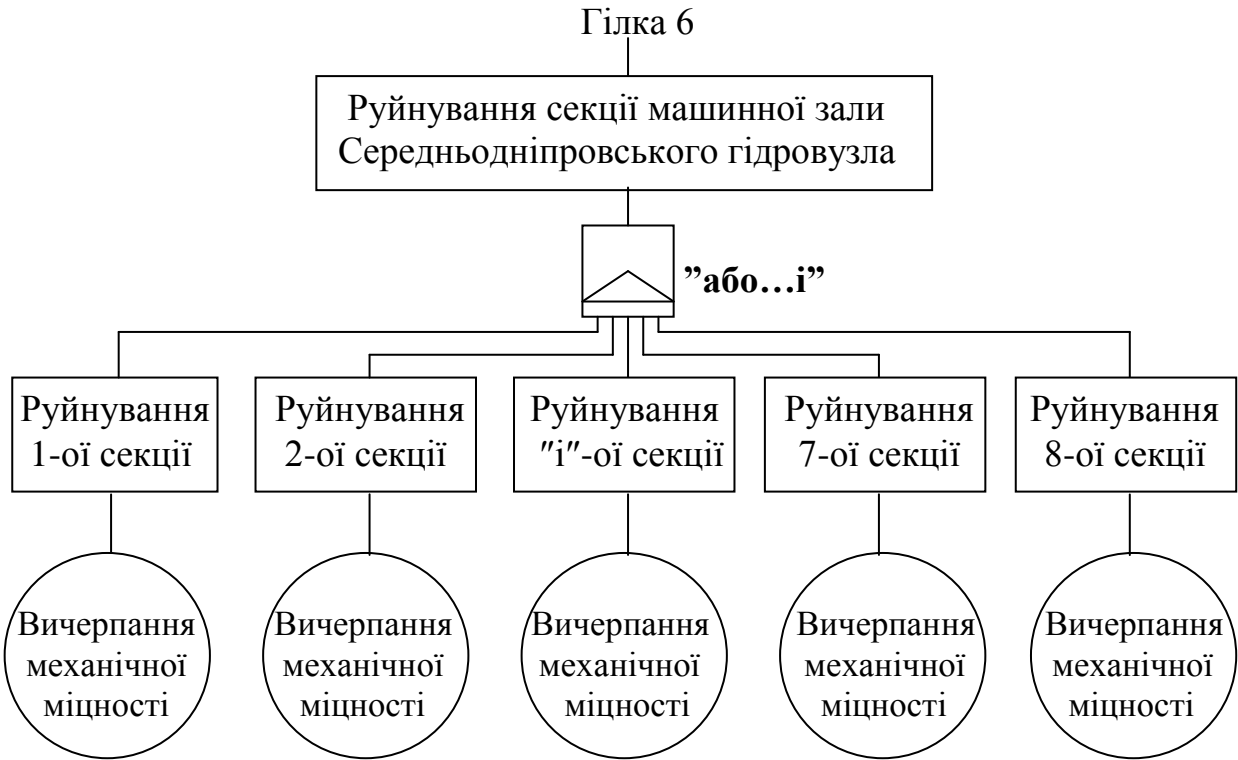 Гілка 6
Руйнування секції машинної зали
Середньодніпровського гідровузла
”або...і”
Руйнування
1-ої секції
Руйнування
2-ої секції
Руйнування
"і"-ої секції
Руйнування
7-ої секції
Руйнування
8-ої секції
Вичерпання
механічної
міцності
Вичерпання
механічної
міцності
Вичерпання
механічної
міцності
Вичерпання
механічної
міцності
Вичерпання
механічної
міцності